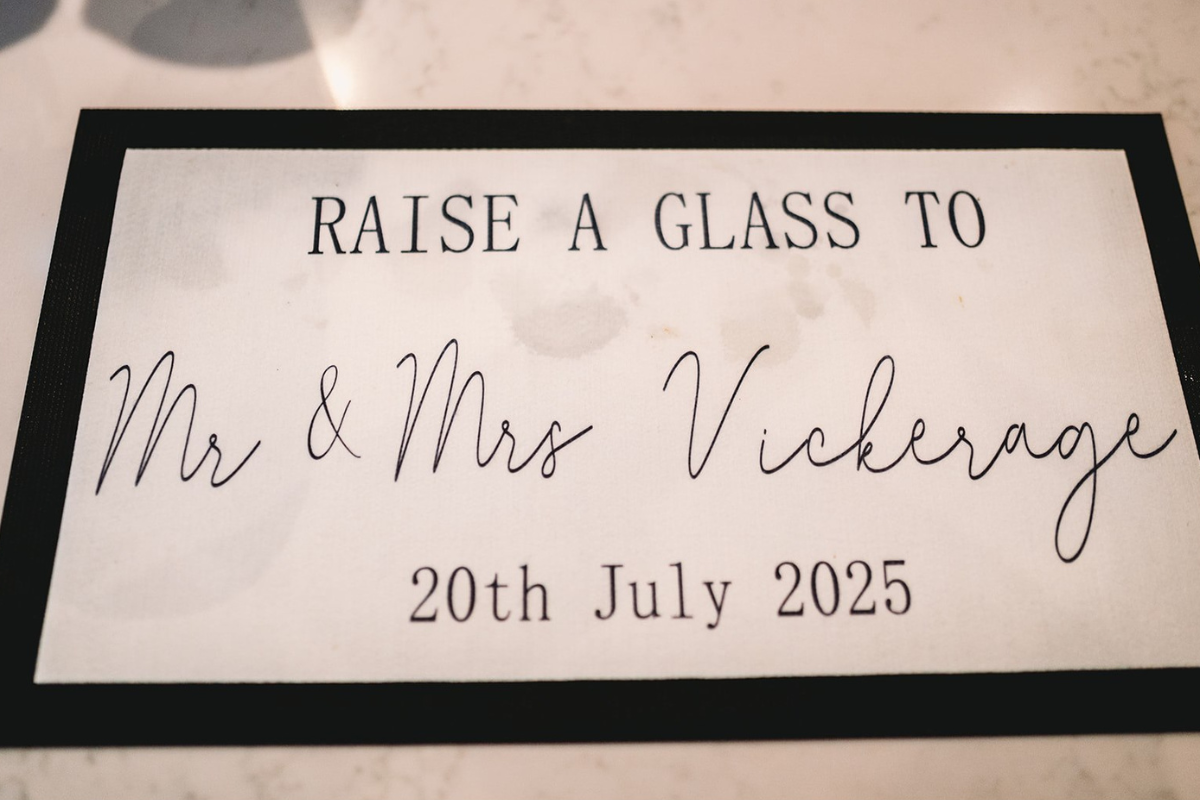 RAISE A GLASS TO
Mr & Mrs Vickerage
20th July 2025